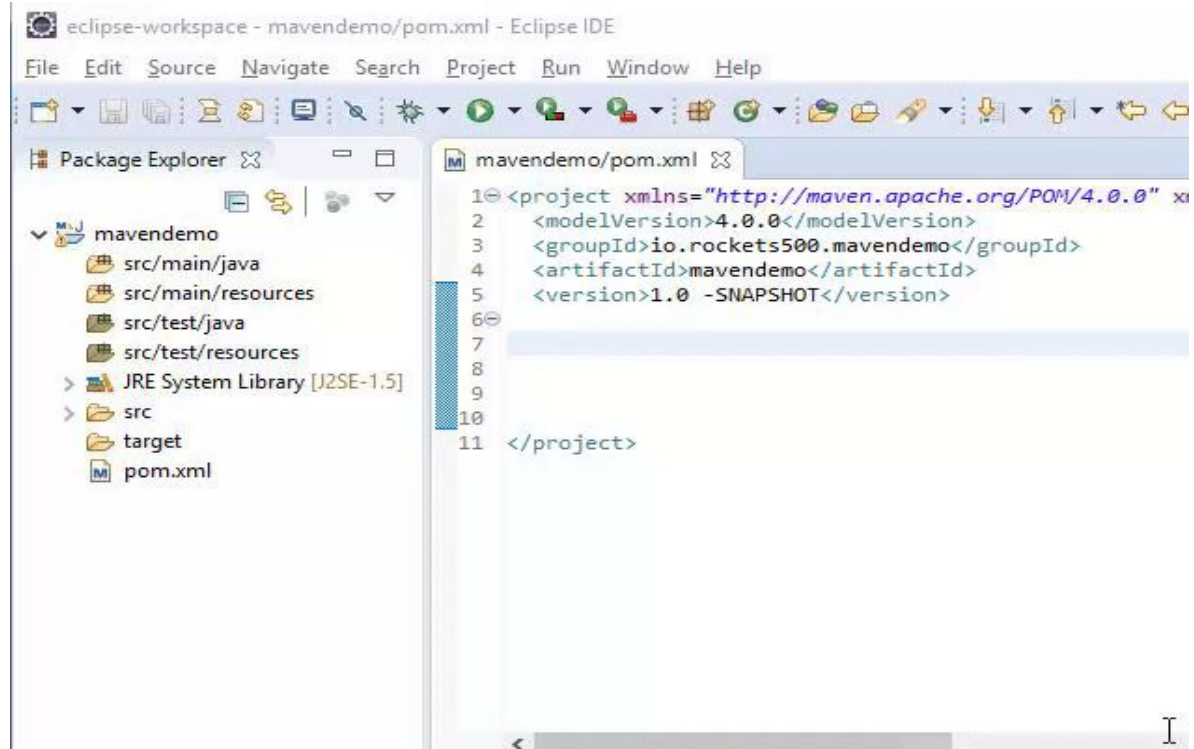 eclipse-workspace - mavendemo/pom.xml - Eclipse IDE
File Edit Source Navigate Search Project Run Window Help
Package Explorer
mavendemo/pom.xml
mavendemo
src/main/java
src/main/resources
src/test/java
src/test/resources
JRE System Library [J2SE-1.5]
src
target
pom.xml
1 <project xmlns="http://maven.apache.org/POM/4.0.0" x
2 <modelVersion>4.0.0</modelVersion>
3 <groupId>io.rockets500.mavendemo</groupId>
4 <artifactId>mavendemo</artifactId>
5 <version>1.0 -SNAPSHOT</version>
6
7
8
9
10
11 </project>